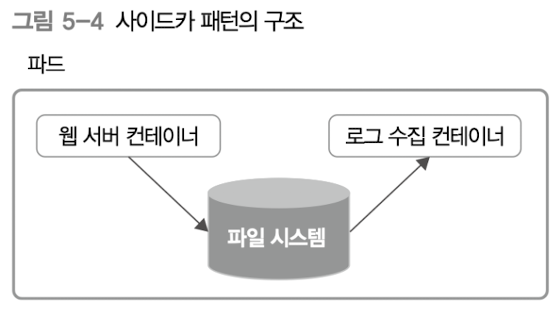 그림 5-4 사이드카 패턴의 구조
파드
웹 서버 컨테이너
로그 수집 컨테이너
파일 시스템